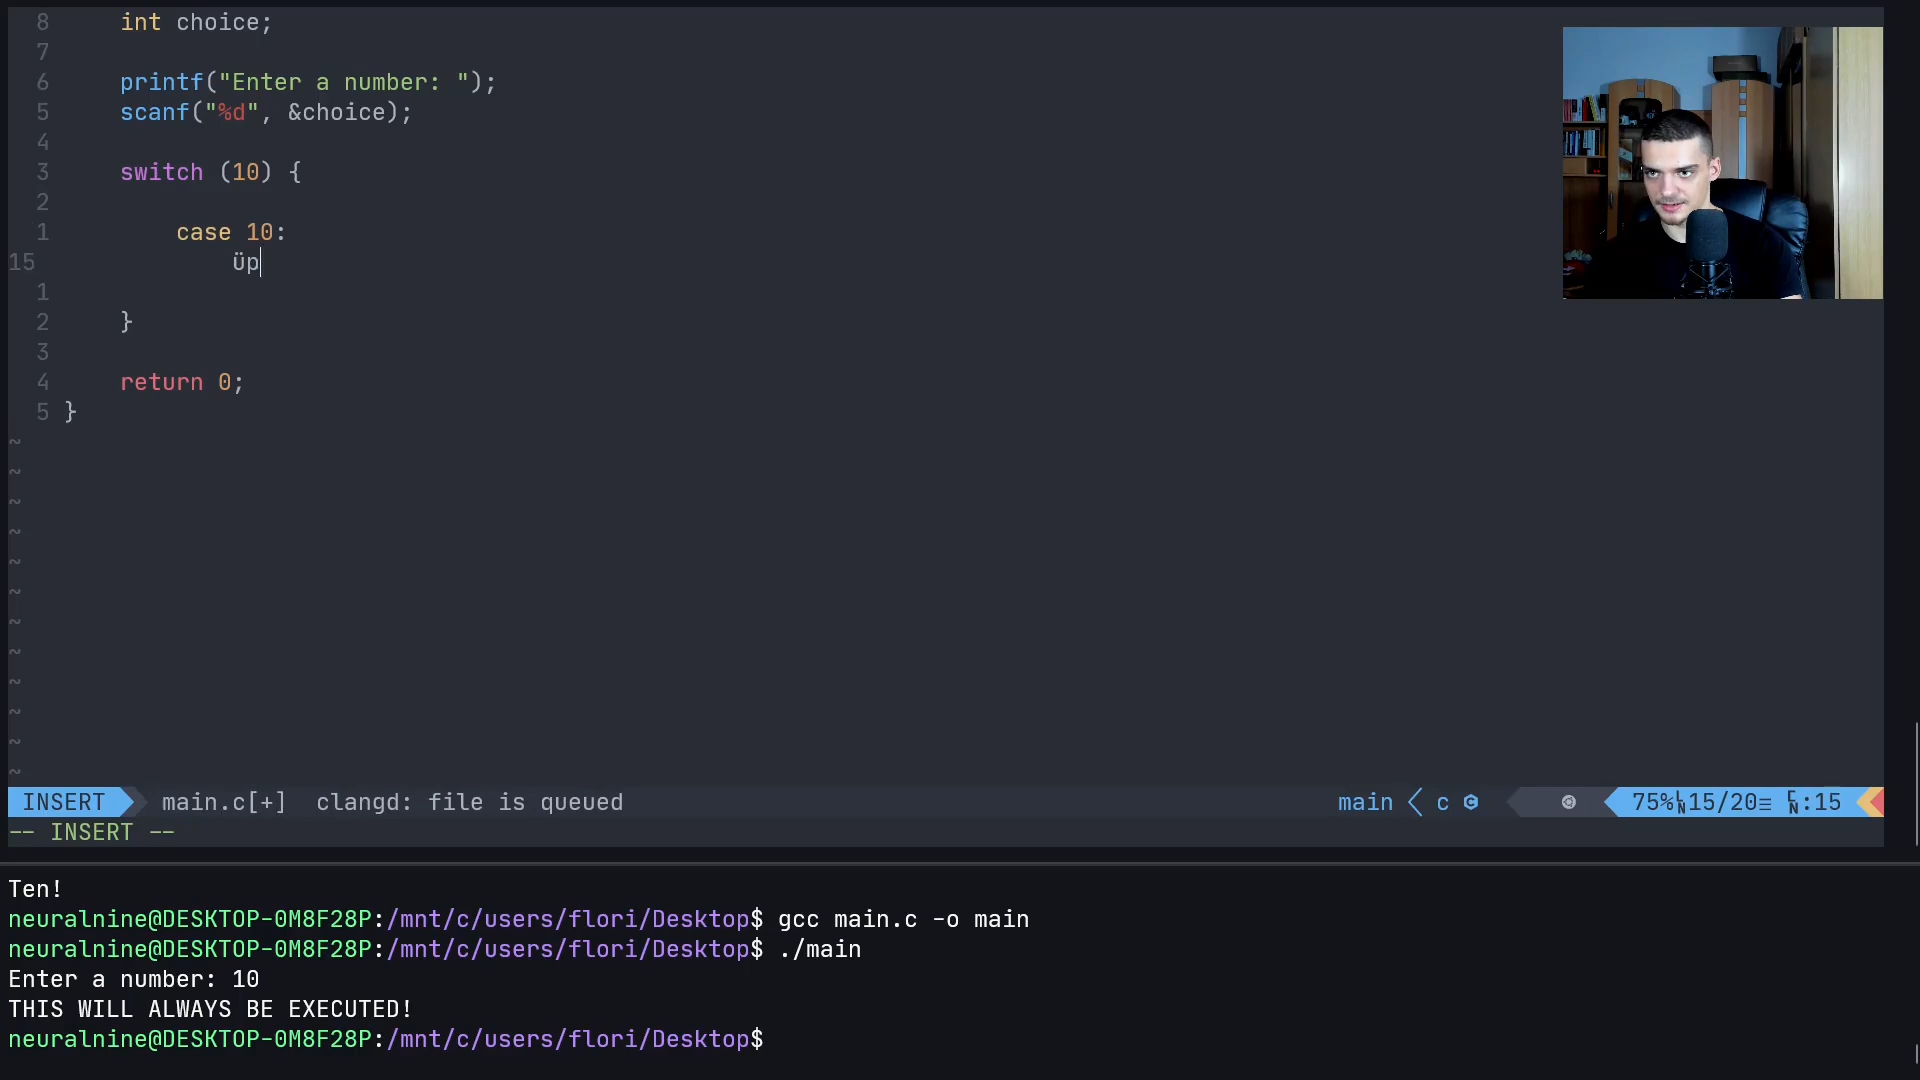 8 int choice;
7
6 printf("Enter a number: ");
5 scanf("%d", &choice);
4
3 switch (10) {
2
1 case 10:
15 Üp
1
2 }
3
4 return 0;
5 }
~
~
~
~
~
~
~
~
~
~
~
~
INSERT main.c[+] clangd: file is queued main c 75% LN 15/20≡ CN:15
-- INSERT --
Ten!
neuralnine@DESKTOP-0M8F28P:/mnt/c/users/flori/Desktop$ gcc main.c -o main
neuralnine@DESKTOP-0M8F28P:/mnt/c/users/flori/Desktop$ ./main
Enter a number: 10
THIS WILL ALWAYS BE EXECUTED!
neuralnine@DESKTOP-0M8F28P:/mnt/c/users/flori/Desktop$